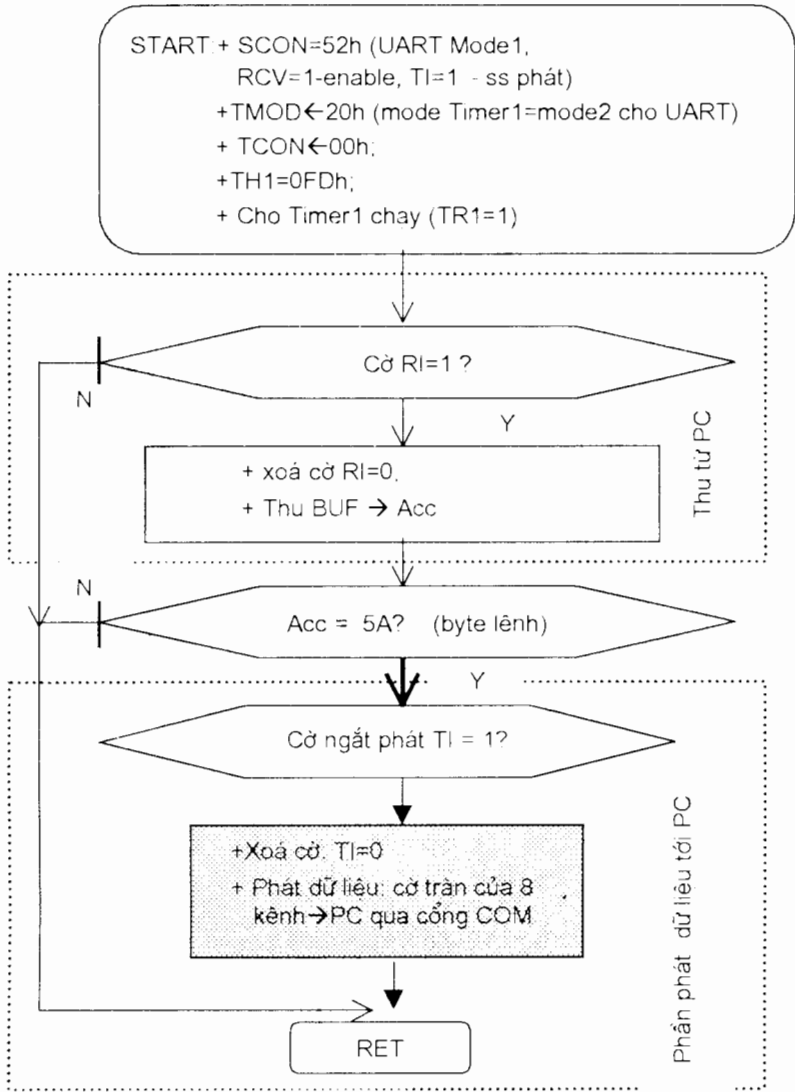 START: + SCON=52h (UART Mode1,
RCV=1-enable, TI=1 - ss phát)
+TMOD←20h (mode Timer1=mode2 cho UART)
+ TCON←00h;
+TH1=0FDh;
+ Cho Timer1 chay (TR1=1)
Cờ RI=1 ?
N
Y
+ xoá cờ RI=0,
+ Thu BUF → Acc
Thu từ PC
N
Acc = 5A? (byte lênh)
Y
Cờ ngắt phát TI = 1?
+Xoá cờ: TI=0
+ Phát dữ liệu: cờ tràn của 8
kênh→PC qua cổng COM
Phần phát dữ liệu tới PC
RET